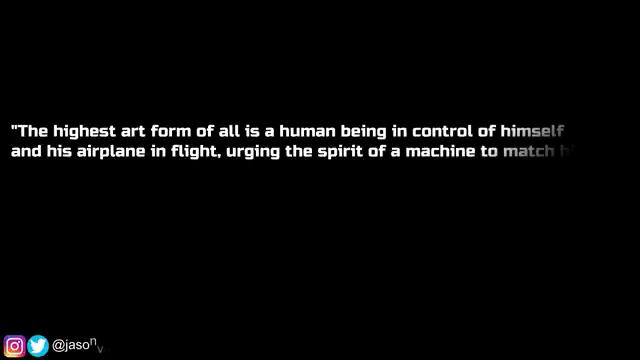 "The highest art form of all is a human being in control of himself
and his airplane in flight, urging the spirit of a machine to match
@jason